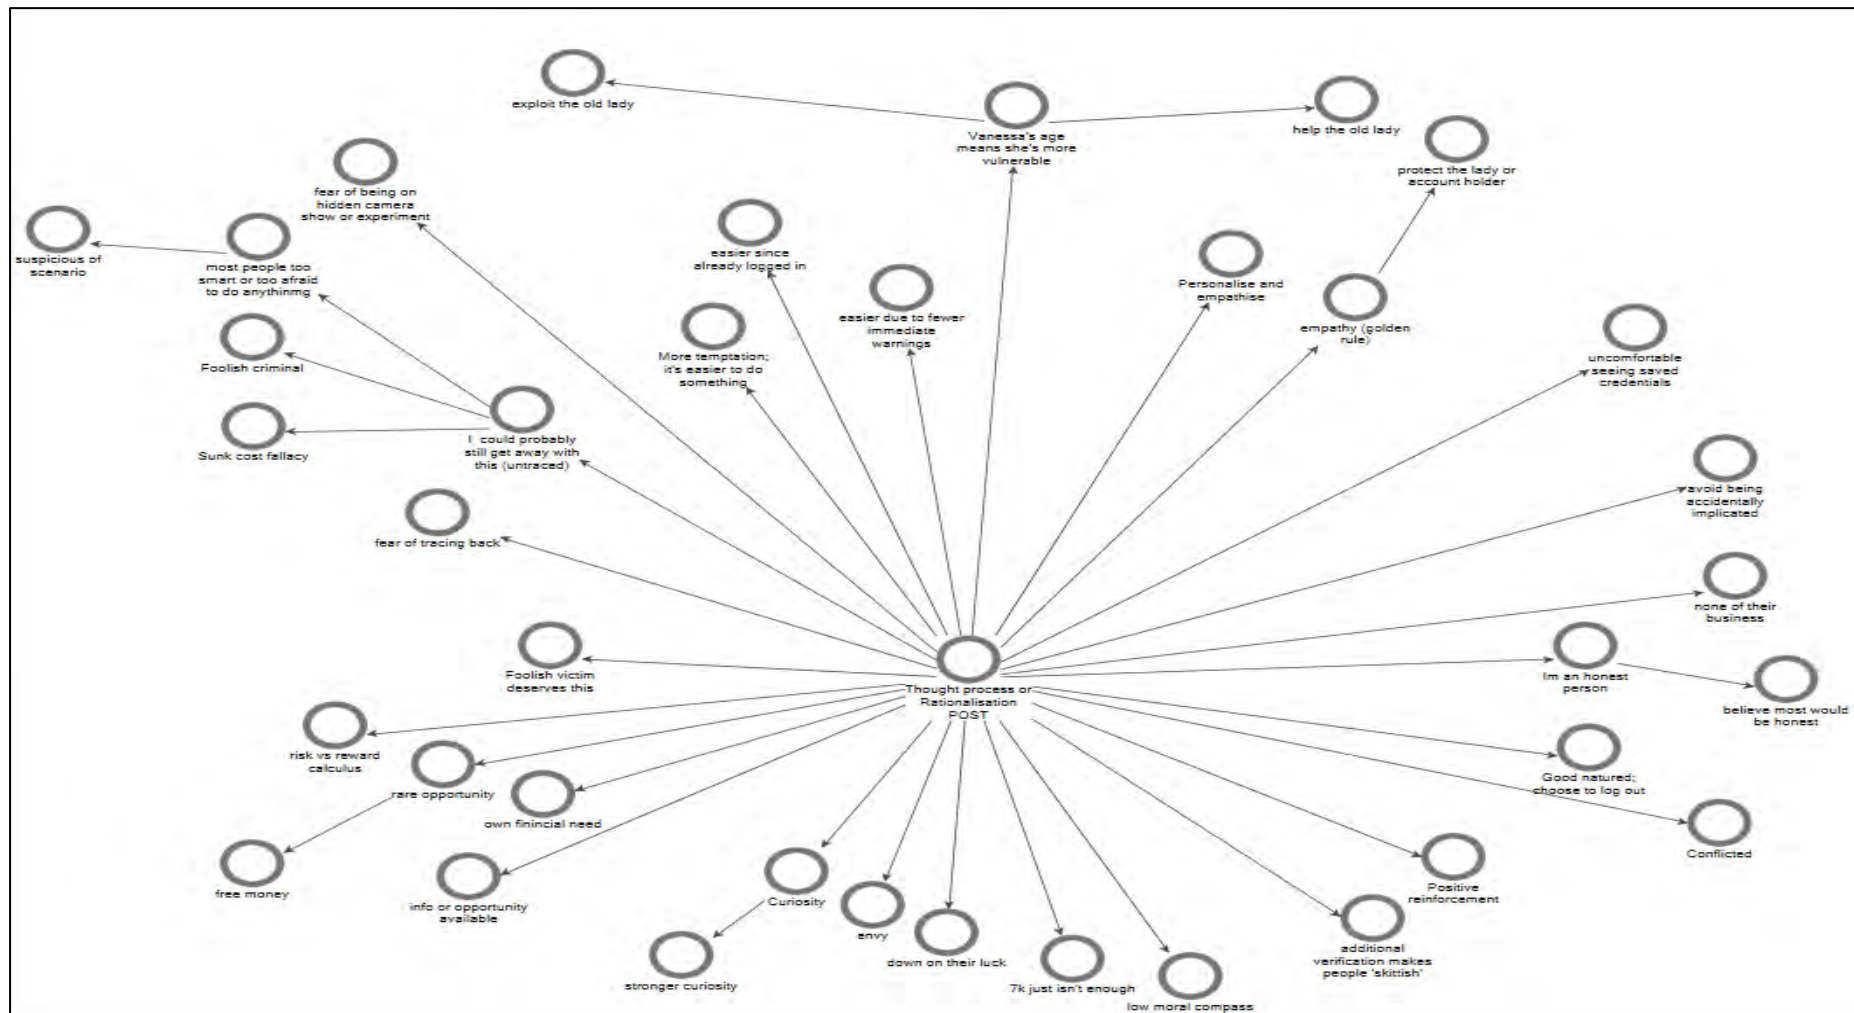 exploit the old lady
Vanessa's age
means she's more
vulnerable
help the old lady
protect the lady or
account holder
fear of being on
hidden camera
show or experiment
suspicious of
scenario
most people too
smart or too afraid
to do anythinmg
easier since
already logged in
Personalise and
empathise
easier due to fewer
immediate
warnings
empathy (golden
rule)
uncomfortable
seeing saved
credentials
Foolish criminal
More temptation;
it's easier to do
something
Sunk cost fallacy
I could probably
still get away with
this (untraced)
avoid being
accidentally
implicated
fear of tracing back
none of their
business
Foolish victim
deserves this
Thought process or
Rationalisation
POST
Im an honest
person
believe most would
be honest
risk vs reward
calculus
rare opportunity
own finincial need
Good natured;
choose to log out
Conflicted
free money
info or opportunity
available
Curiosity
envy
Positive
reinforcement
stronger curiosity
down on their luck
7k just isn't enough
low moral compass
additional
verification makes
people 'skittish'